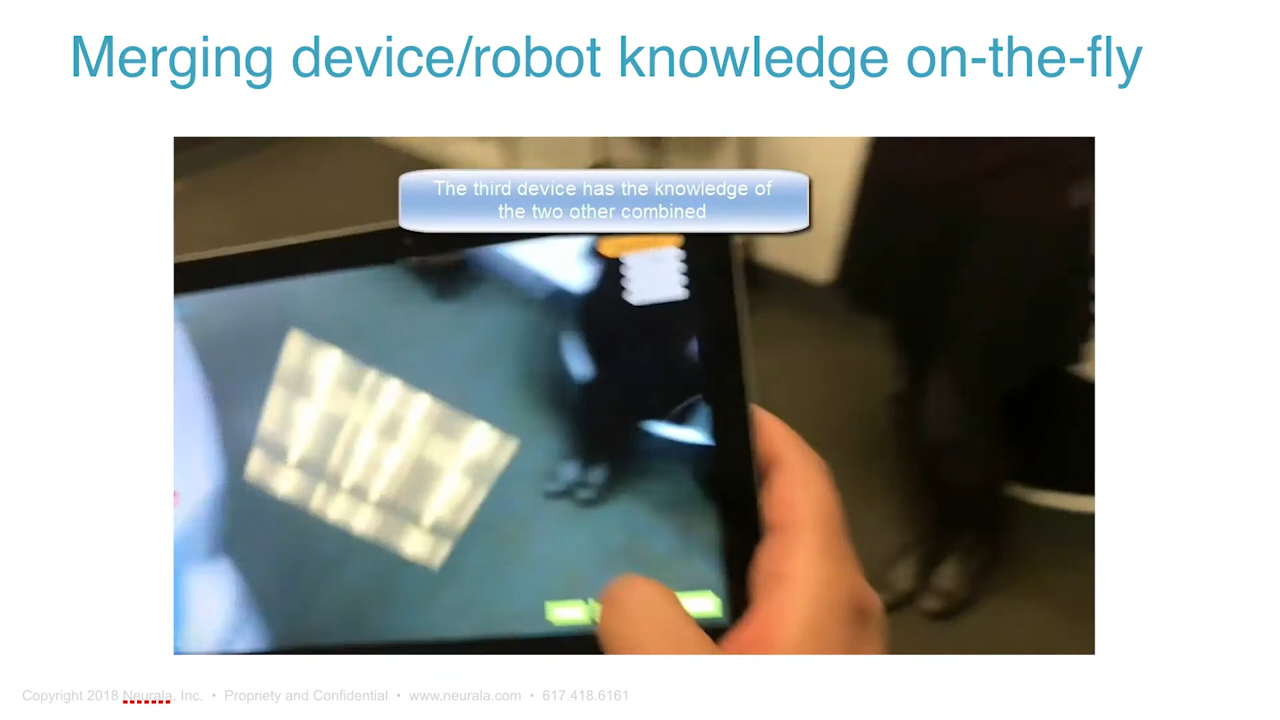 Merging device/robot knowledge on-the-fly
The third device has the knowledge of
the two other combined
Copyright 2018 Neurala, Inc. • Propriety and Confidential • www.neurala.com • 617.418.6161